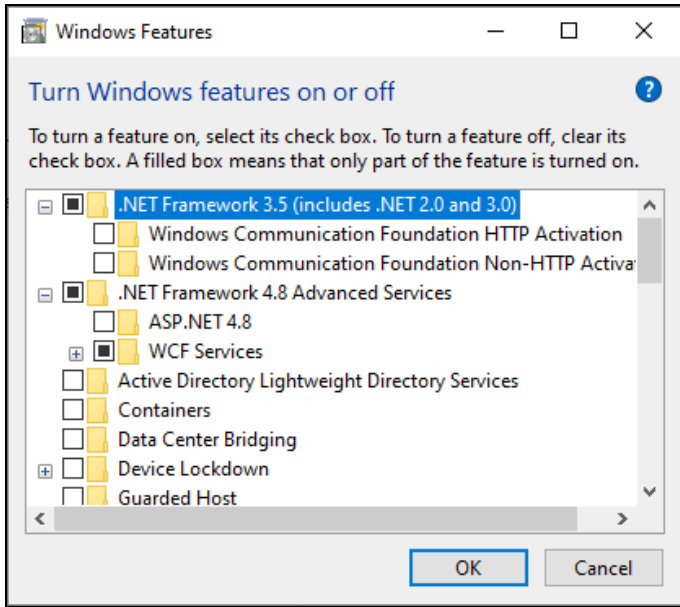 Windows Features
Turn Windows features on or off
?
To turn a feature on, select its check box. To turn a feature off, clear its
check box. A filled box means that only part of the feature is turned on.
.NET Framework 3.5 (includes .NET 2.0 and 3.0)
Windows Communication Foundation HTTP Activation
Windows Communication Foundation Non-HTTP Activa
.NET Framework 4.8 Advanced Services
ASP.NET 4.8
WCF Services
Active Directory Lightweight Directory Services
Containers
Data Center Bridging
Device Lockdown
Guarded Host
OK Cancel